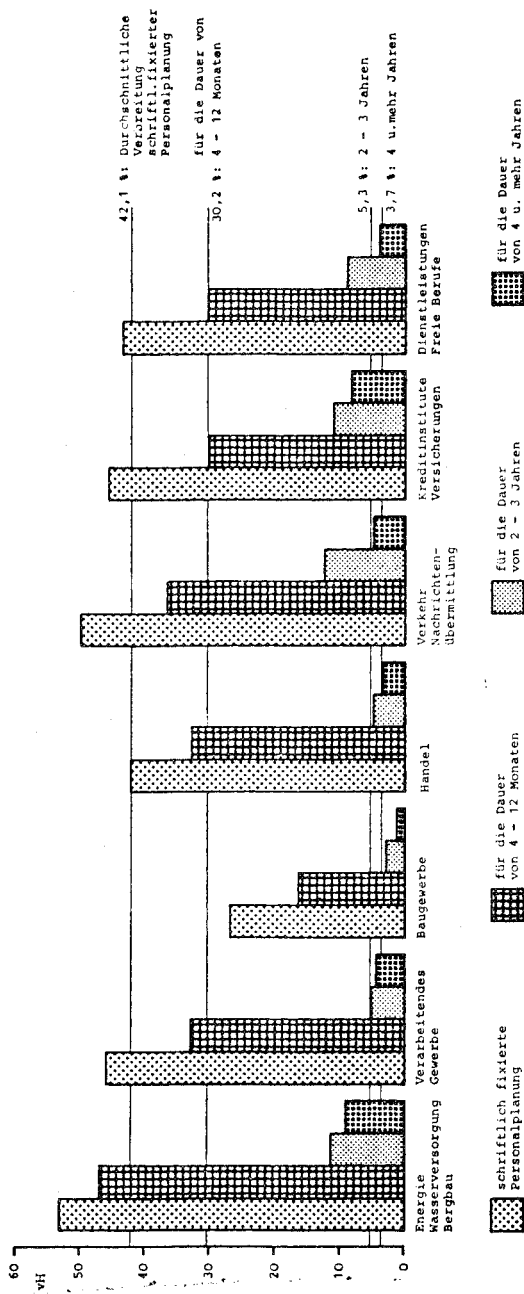 60
vH
50
40
30
20
10
0
42,1 %: Durchschnittliche
Verbreitung
schriftl.fixierter
Personalplanung
für die Dauer von
30,2 %: 4 - 12 Monaten
5,3 %: 2 - 3 Jahren
3,7 %: 4 u.mehr Jahren
Energie
Wasserversorgung
Bergbau
Verarbeitendes
Gewerbe
Baugewerbe
Handel
Verkehr
Nachrichten-
übermittlung
Kreditinstitute
Versicherungen
Dienstleistungen
Freie Berufe
schriftlich fixierte
Personalplanung
für die Dauer
von 4 - 12 Monaten
für die Dauer
von 2 - 3 Jahren
für die Dauer
von 4 u. mehr Jahren